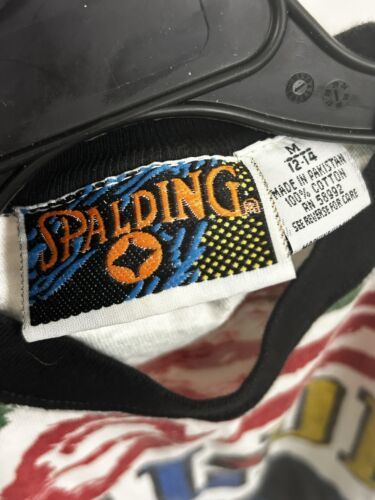 SPALDING
M
12-14
MADE IN PAKISTAN
100% COTTON
RN 58992
SEE REVERSE FOR CARE